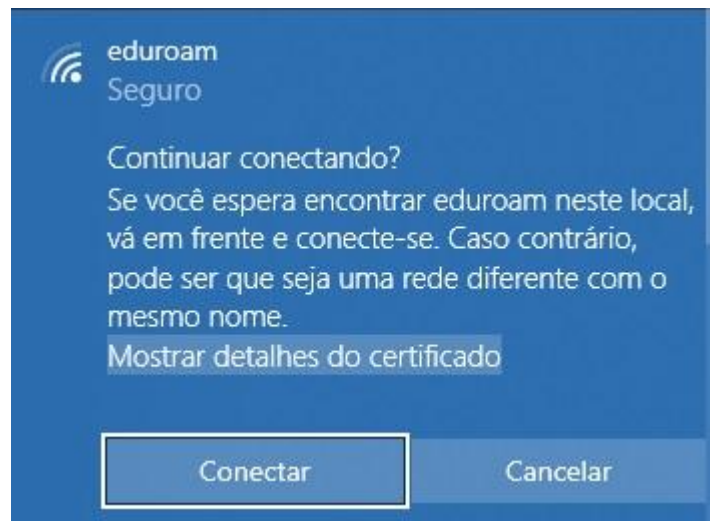 eduroam
Seguro
Continuar conectando?
Se você espera encontrar eduroam neste local,
vá em frente e conecte-se. Caso contrário,
pode ser que seja uma rede diferente com o
mesmo nome.
Mostrar detalhes do certificado
Conectar Cancelar